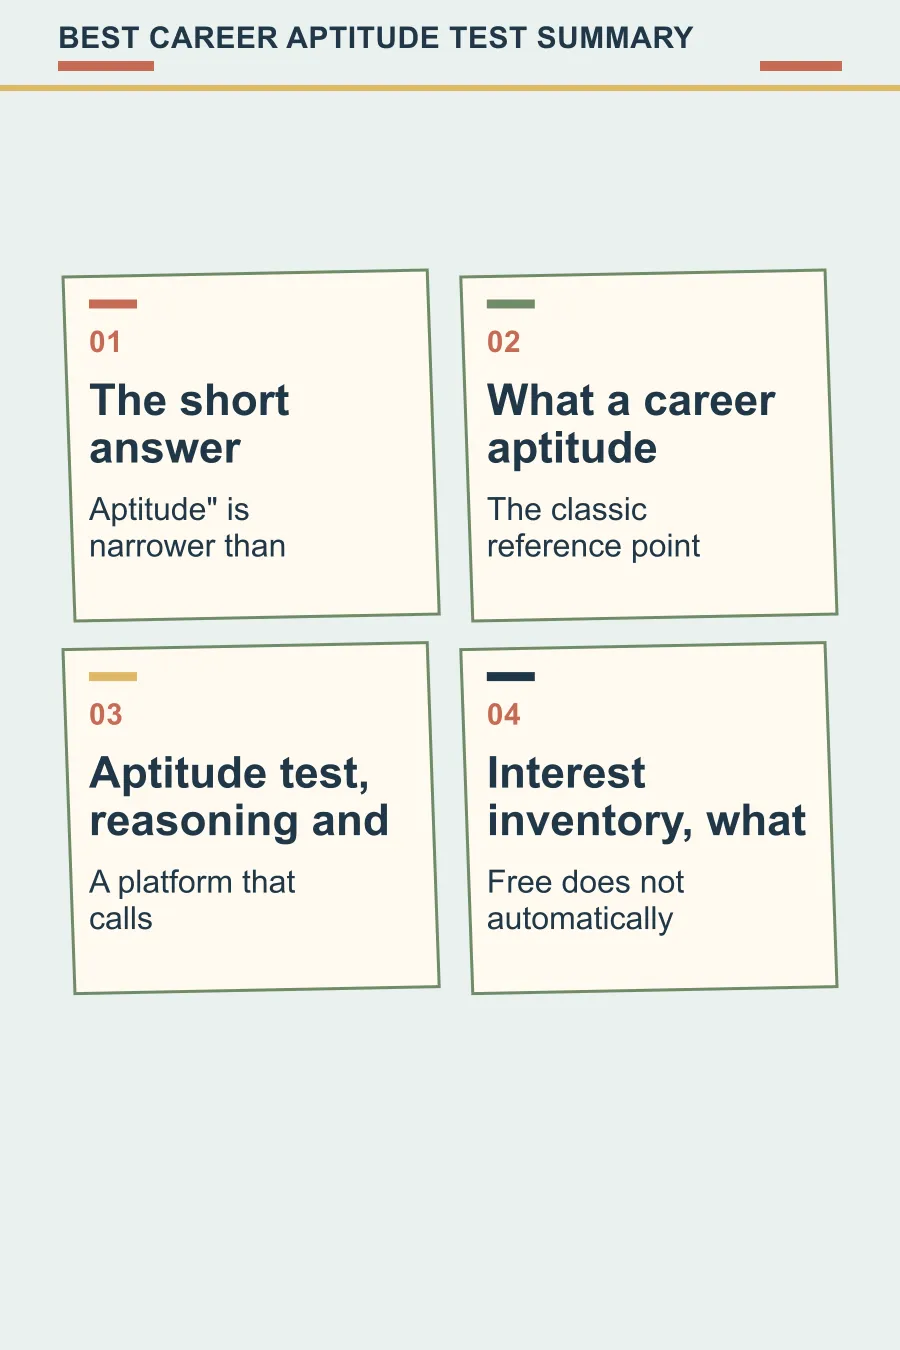 BEST CAREER APTITUDE TEST SUMMARY
01
The short
answer
Aptitude" is
narrower than
02
What a career
aptitude
The classic
reference point
03
Aptitude test,
reasoning and
A platform that
calls
04
Interest
inventory, what
Free does not
automatically